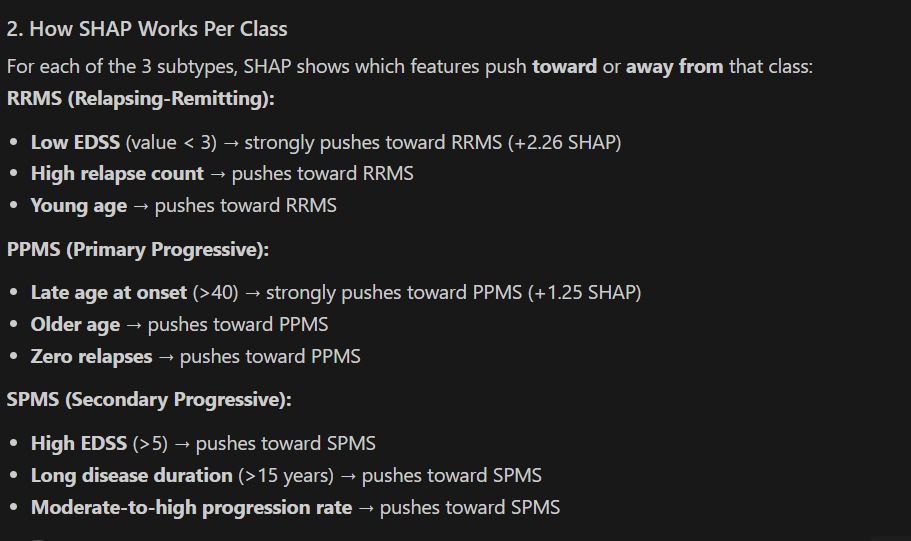 2. How SHAP Works Per Class
For each of the 3 subtypes, SHAP shows which features push toward or away from that class:
RRMS (Relapsing-Remitting):
• Low EDSS (value < 3) → strongly pushes toward RRMS (+2.26 SHAP)
• High relapse count → pushes toward RRMS
• Young age → pushes toward RRMS
PPMS (Primary Progressive):
• Late age at onset (>40) → strongly pushes toward PPMS (+1.25 SHAP)
• Older age → pushes toward PPMS
• Zero relapses → pushes toward PPMS
SPMS (Secondary Progressive):
• High EDSS (>5) → pushes toward SPMS
• Long disease duration (>15 years) → pushes toward SPMS
• Moderate-to-high progression rate → pushes toward SPMS